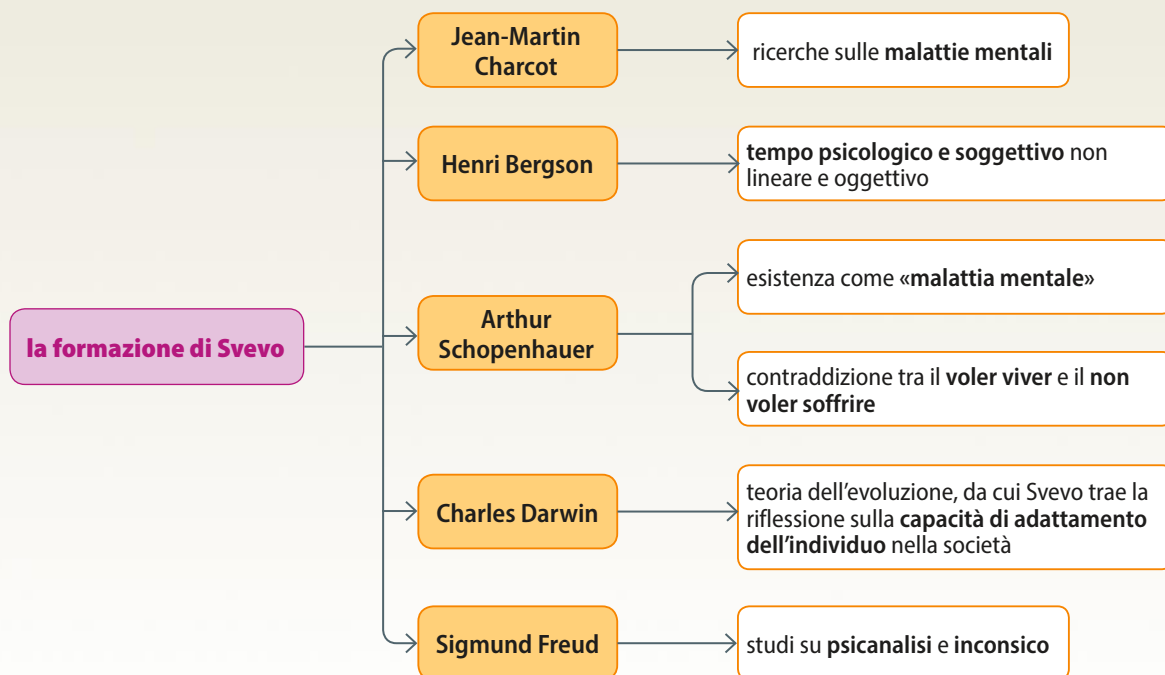 Jean-Martin
Charcot
ricerche sulle malattie mentali
Henri Bergson
tempo psicologico e soggettivo non
lineare e oggettivo
la formazione di Svevo
Arthur
Schopenhauer
esistenza come «malattia mentale»
contraddizione tra il voler viver e il non
voler soffrire
Charles Darwin
teoria dell'evoluzione, da cui Svevo trae la
riflessione sulla capacità di adattamento
dell'individuo nella società
Sigmund Freud
studi su psicanalisi e inconsico